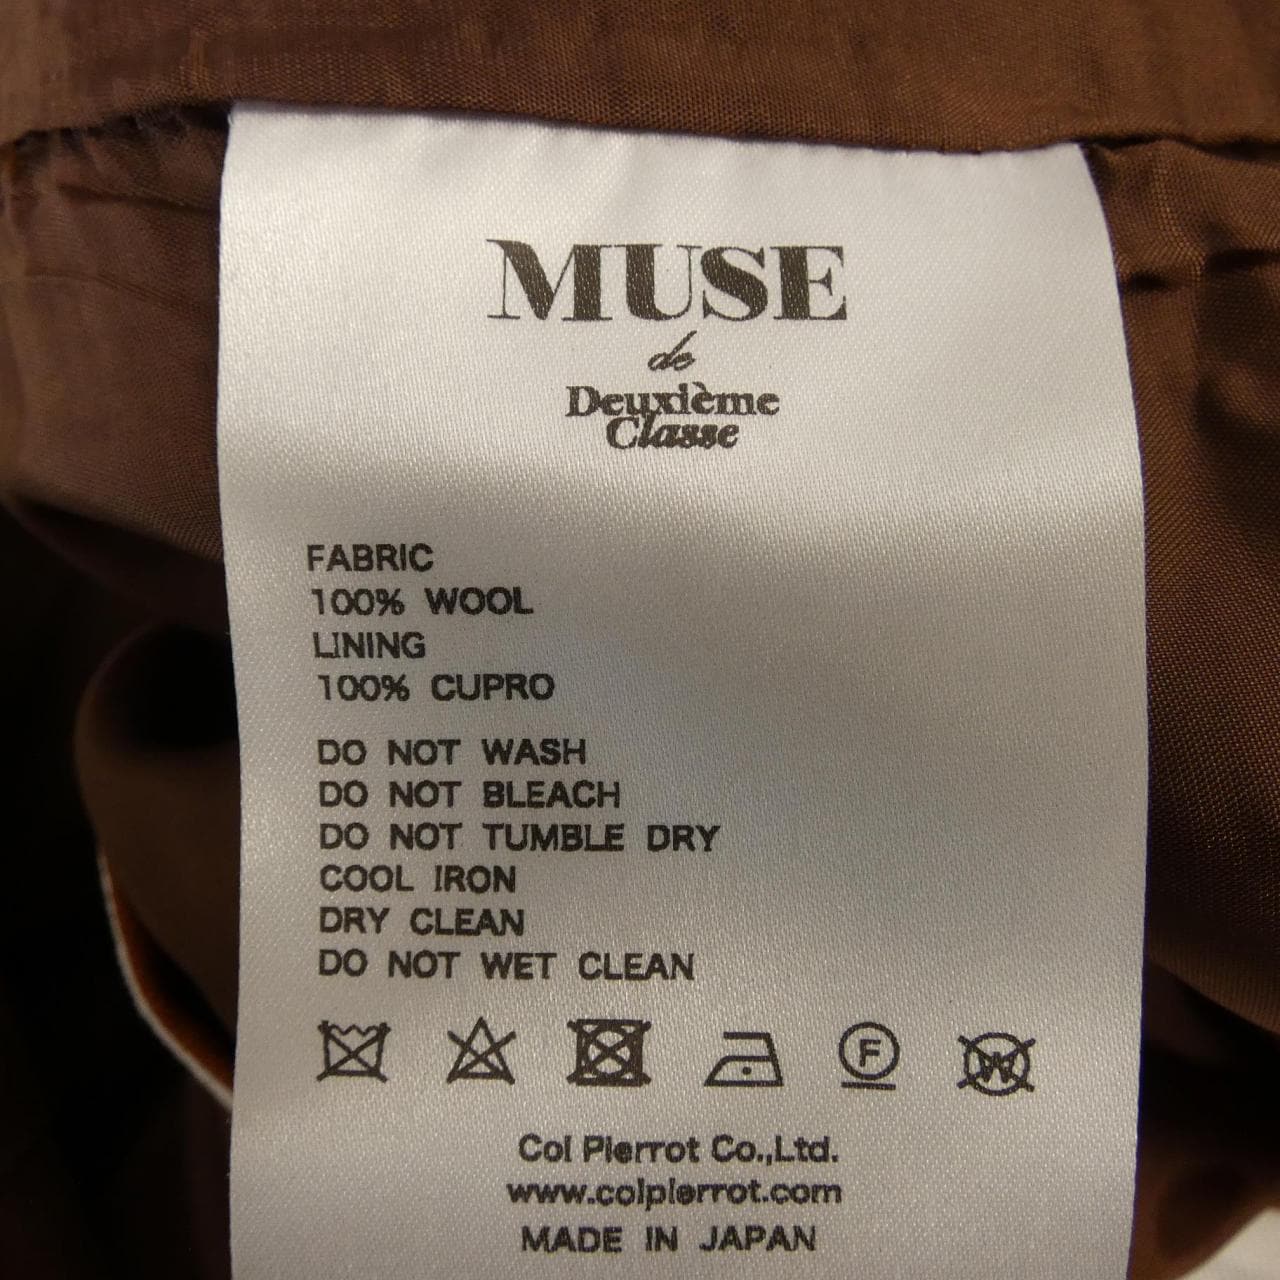 MUSE
de
Deuxième
Classe
FABRIC
100% WOOL
LINING
100% CUPRO
DO NOT WASH
DO NOT BLEACH
DO NOT TUMBLE DRY
COOL IRON
DRY CLEAN
DO NOT WET CLEAN
F W
Col Pierrot Co.,Ltd.
www.colpierrot.com
MADE IN JAPAN